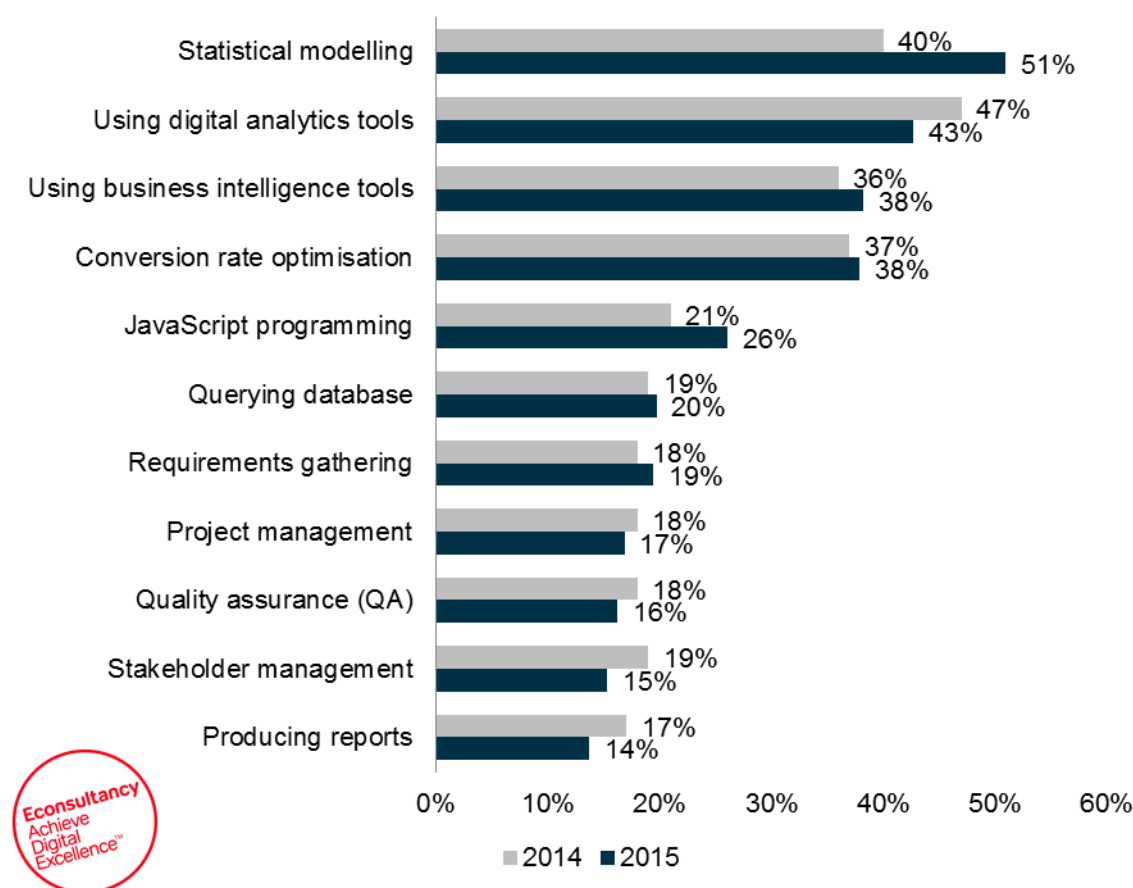 Statistical modelling
40%
51%
Using digital analytics tools
47%
43%
Using business intelligence tools
36%
38%
Conversion rate optimisation
37%
38%
JavaScript programming
21%
26%
Querying database
19%
20%
Requirements gathering
18%
19%
Project management
18%
17%
Quality assurance (QA)
18%
16%
Stakeholder management
19%
15%
Producing reports
17%
14%
0% 10% 20% 30% 40% 50% 60%
2014 2015
Econsultancy
Achieve
Digital
Excellence™